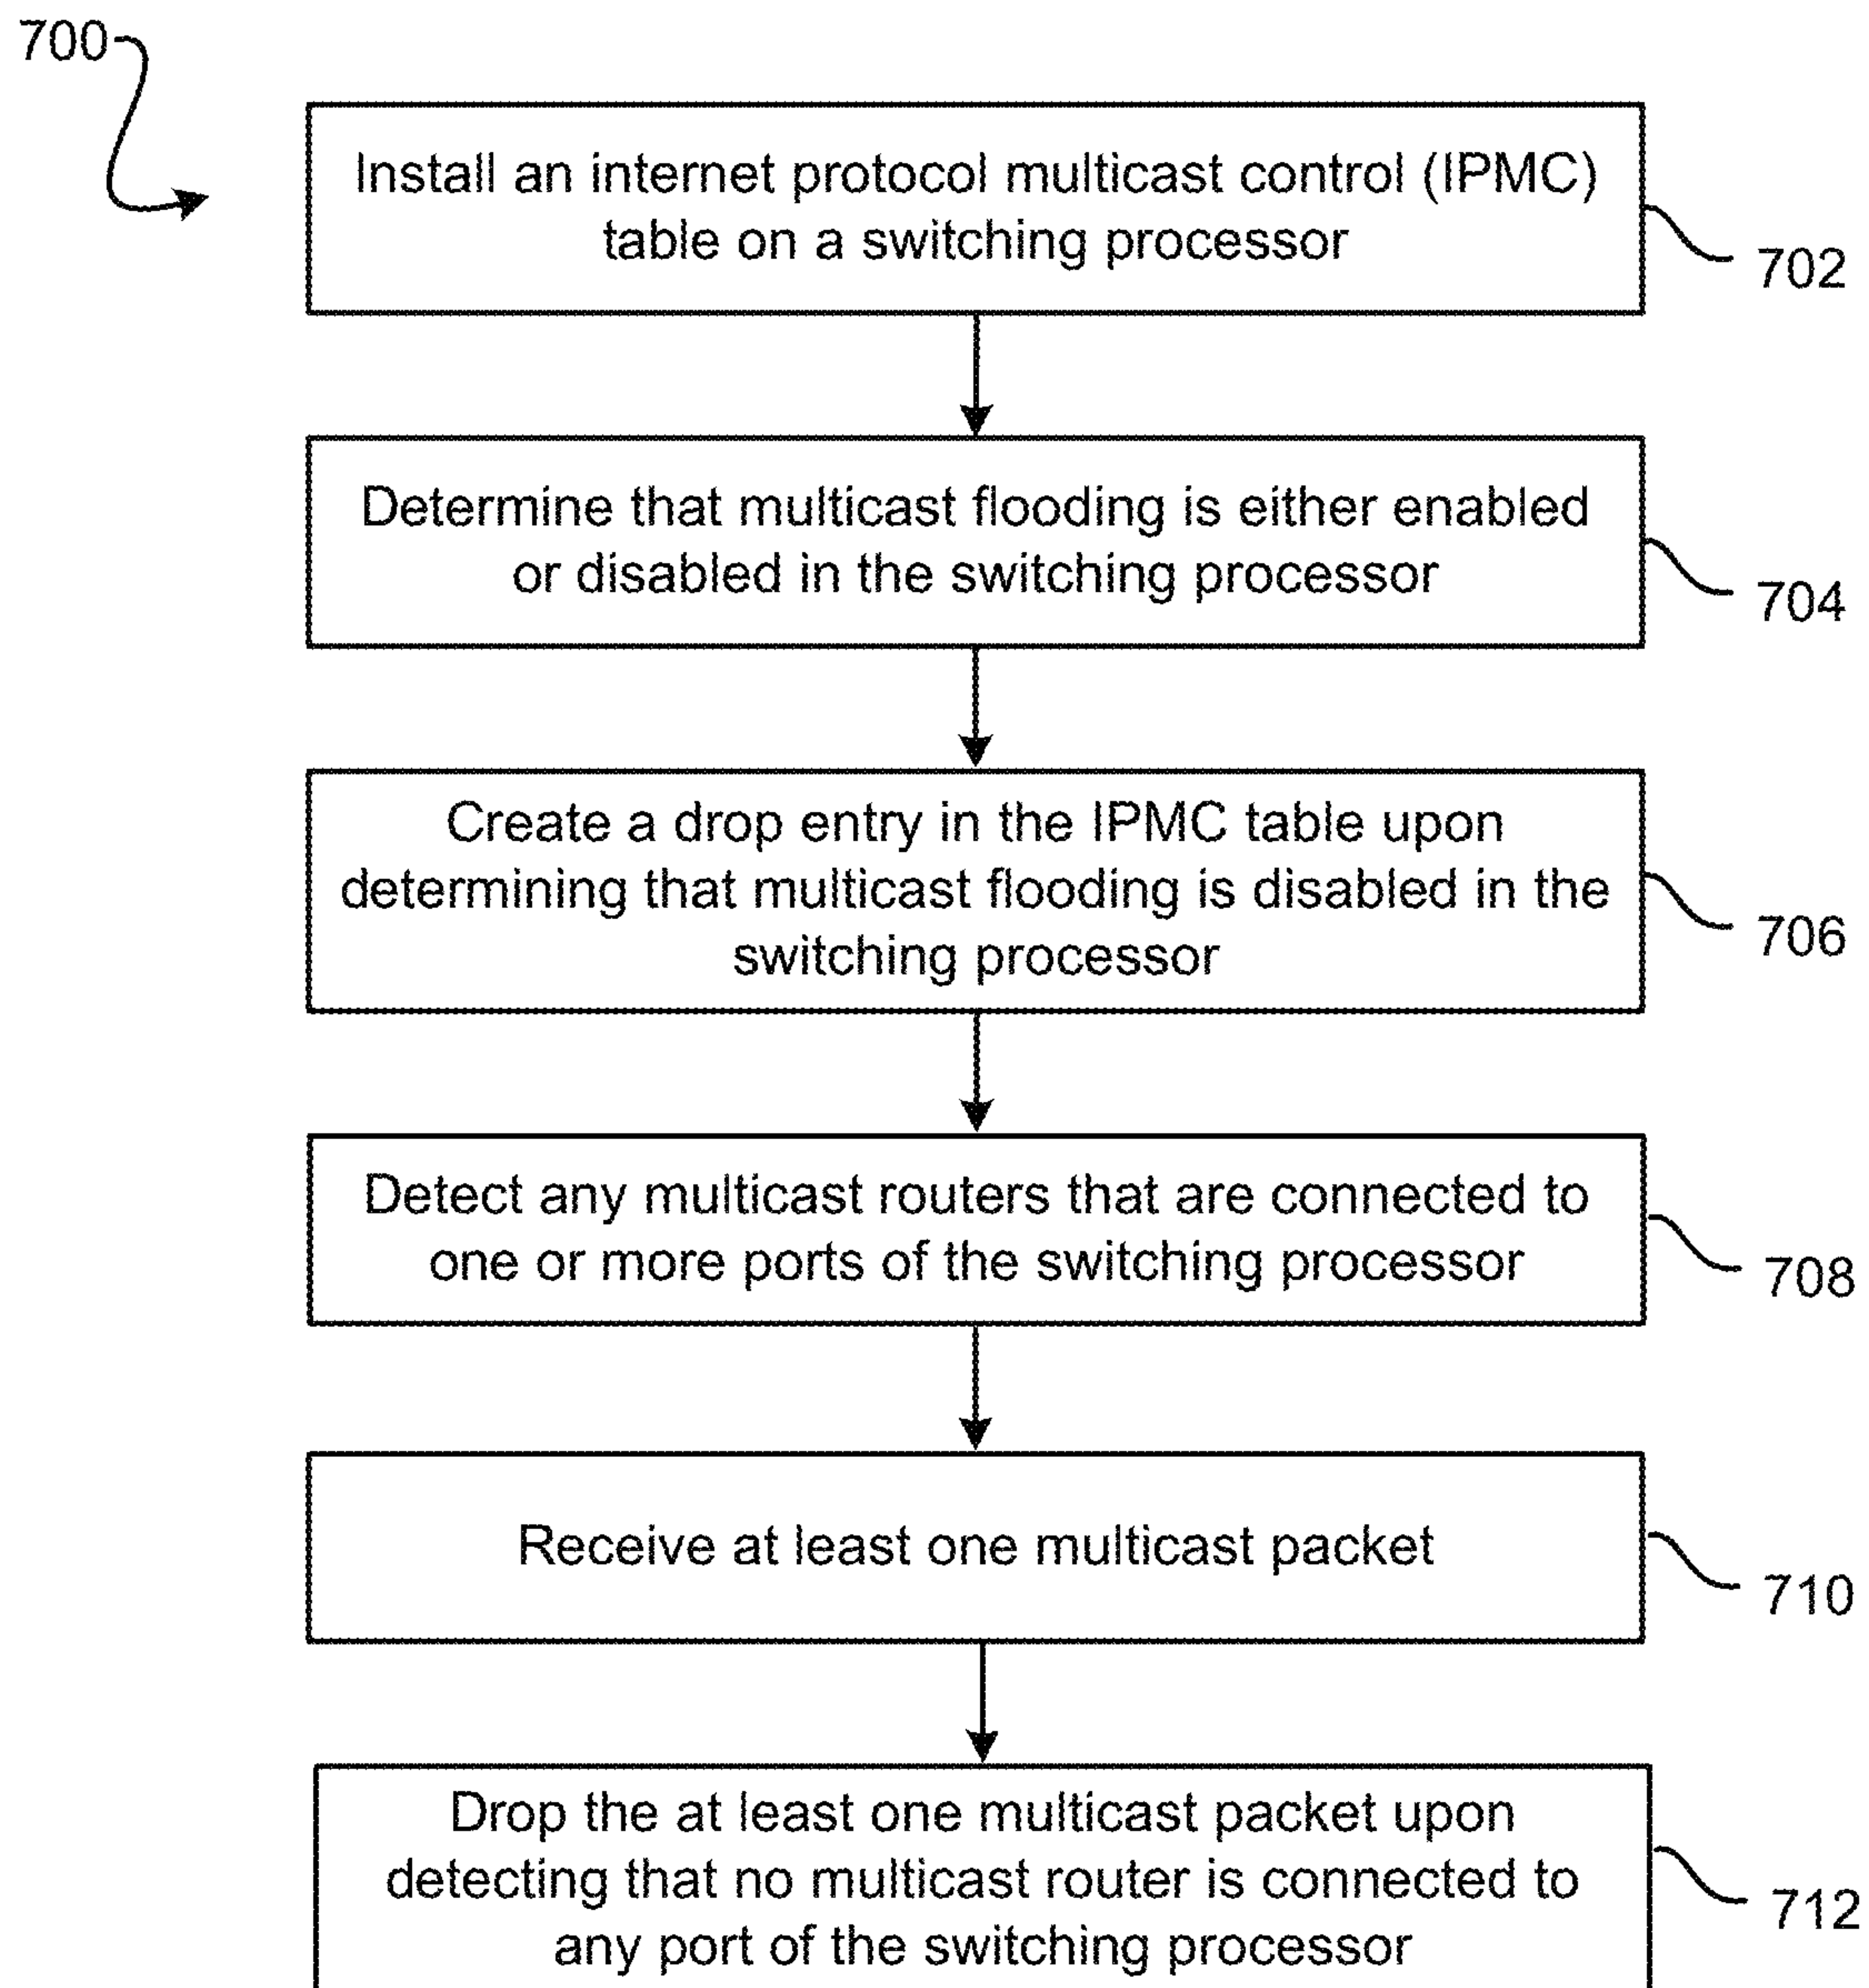 700
Install an internet protocol multicast control (IPMC)
table on a switching processor
702
Determine that multicast flooding is either enabled
or disabled in the switching processor
704
Create a drop entry in the IPMC table upon
determining that multicast flooding is disabled in the
switching processor
706
Detect any multicast routers that are connected to
one or more ports of the switching processor
708
Receive at least one multicast packet
710
Drop the at least one multicast packet upon
detecting that no multicast router is connected to
any port of the switching processor
712